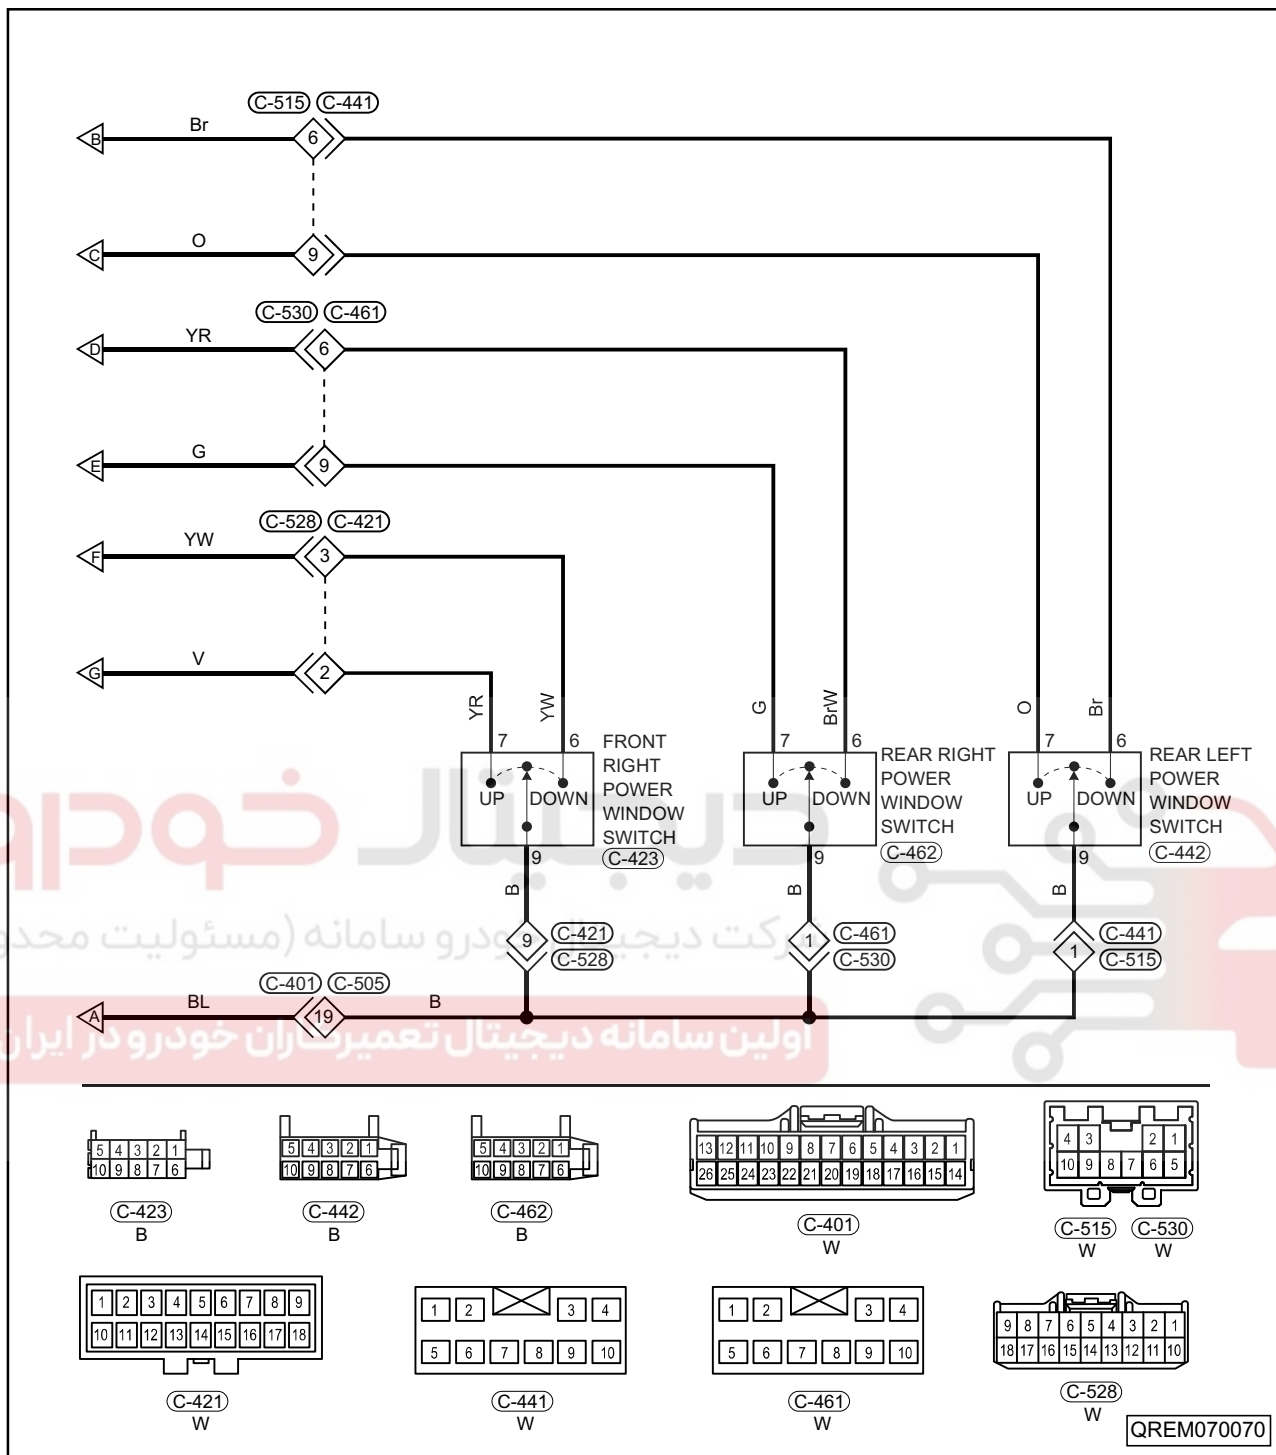 C-515 C-441
B Br 6
C O 9
C-530 C-461
D YR 6
E G 9
C-528 C-421
F YW 3
G V 2
YR YW G BrW O Br
7 6 7 6 7 6
FRONT
RIGHT
POWER
WINDOW
SWITCH
C-423
REAR RIGHT
POWER
WINDOW
SWITCH
C-462
REAR LEFT
POWER
WINDOW
SWITCH
C-442
UP DOWN UP DOWN UP DOWN
9 9 9
B B B
دیجیتال خودرو
9 C-421 1 C-461 1 C-441
C-528 C-530 C-515
شرکت دیجیتال خودرو سامانه (مسئولیت محدو
C-401 C-505
A BL 19 B
اولین سامانه دیجیتال تعمیرکاران خودرو در ایران
5 4 3 2 1
10 9 8 7 6
C-423
B
5 4 3 2 1
10 9 8 7 6
C-442
B
5 4 3 2 1
10 9 8 7 6
C-462
B
13 12 11 10 9 8 7 6 5 4 3 2 1
26 25 24 23 22 21 20 19 18 17 16 15 14
C-401
W
4 3 2 1
10 9 8 7 6 5
C-515 C-530
W W
1 2 3 4 5 6 7 8 9
10 11 12 13 14 15 16 17 18
C-421
W
1 2 3 4
5 6 7 8 9 10
C-441
W
1 2 3 4
5 6 7 8 9 10
C-461
W
9 8 7 6 5 4 3 2 1
18 17 16 15 14 13 12 11 10
C-528
W
QREM070070